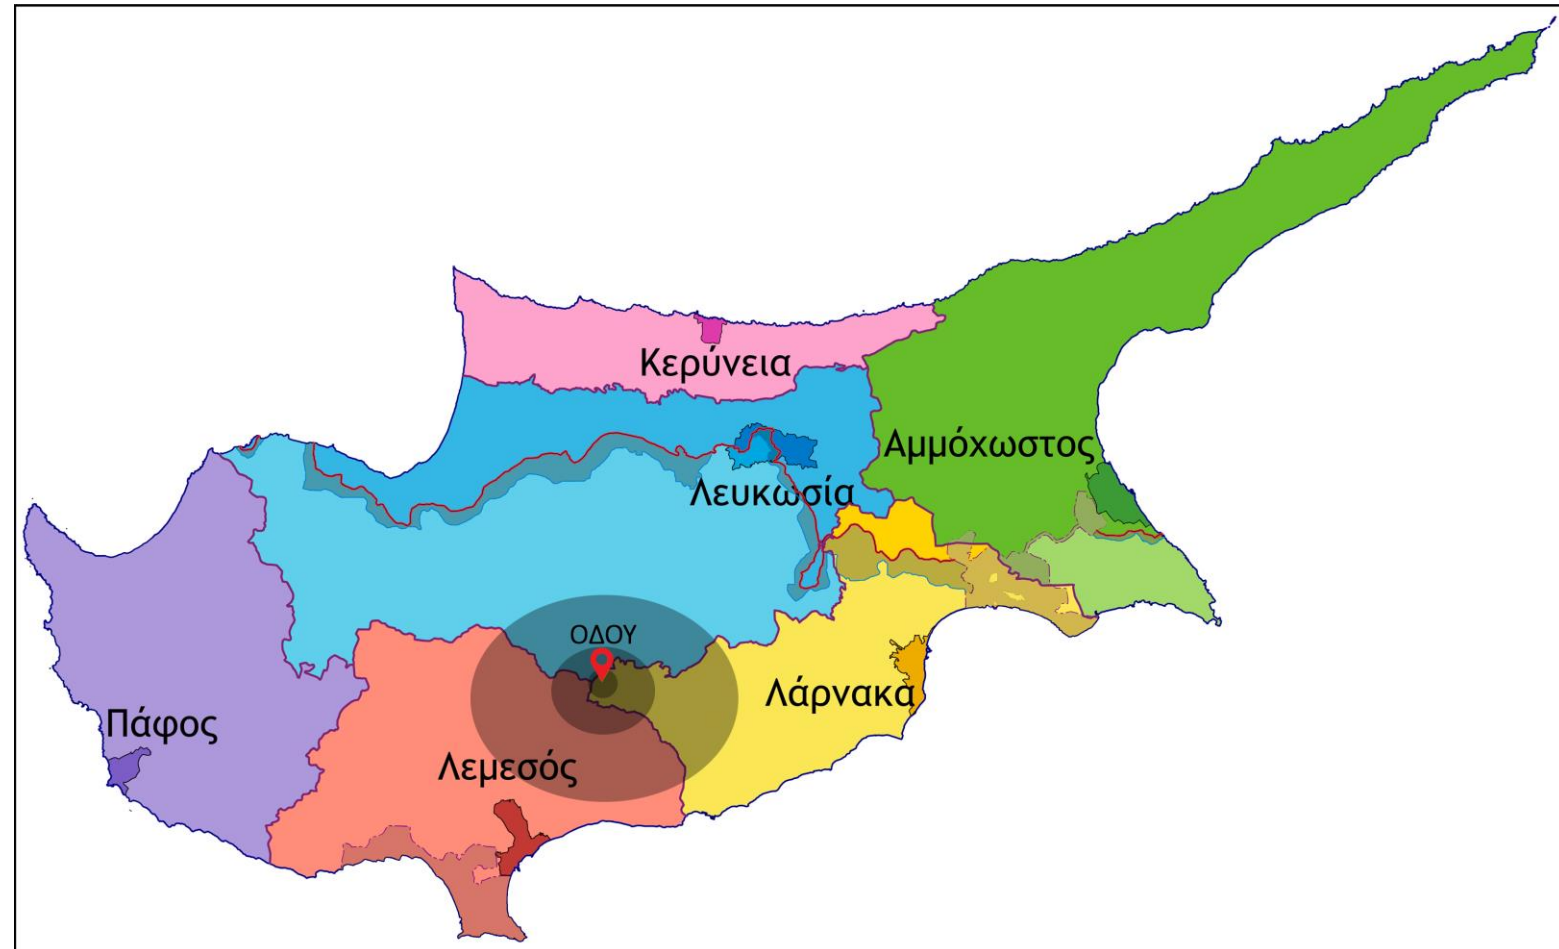 Κερύνεια
Αμμόχωστος
Λευκωσία
ΟΔΟΥ
Λάρνακα
Πάφος
Λεμεσός